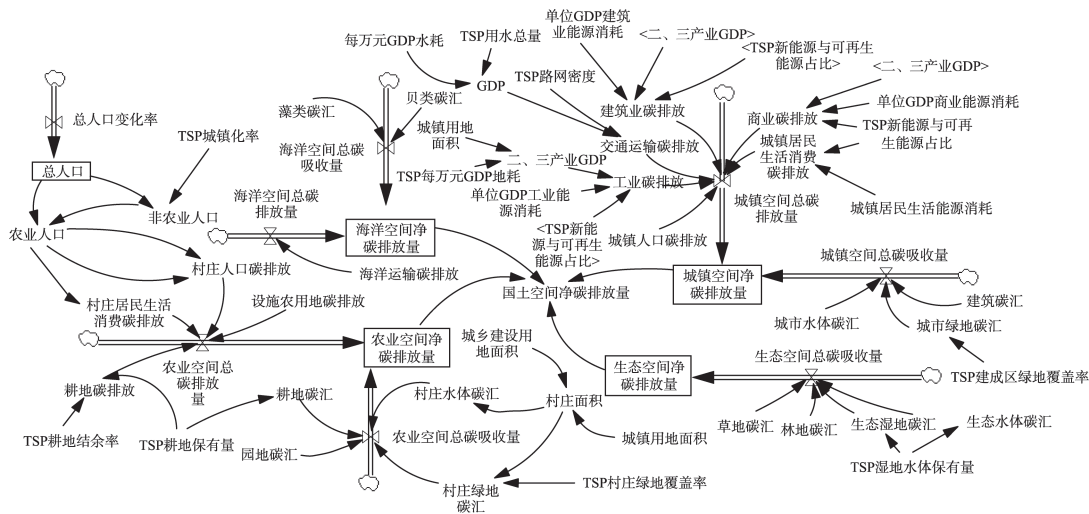 单位GDP建筑
业能源消耗
每万元GDP水耗
TSP用水总量
<二、三产业GDP>
<TSP新能源与可再生
能源占比>
GDP
TSP路网密度
<二、三产业GDP>
总人口变化率
藻类碳汇
贝类碳汇
建筑业碳排放
商业碳排放
单位GDP商业能源消耗
TSP新能源与可再
生能源占比
TSP城镇化率
城镇用地
面积
海洋空间总碳
吸收量
交通运输碳排放
城镇居民
生活消费
碳排放
二、三产业GDP
TSP每万元GDP地耗
工业碳排放
总人口
单位GDP工业能
源消耗
城镇空间总碳
排放量
城镇居民生活能源消耗
非农业人口
海洋空间总碳
排放量
农业人口
海洋空间净
碳排放量
<TSP新能
源与可再生
能源占比>
城镇人口碳排放
村庄人口碳排放
海洋运输碳排放
国土空间净碳排放量
城镇空间净
碳排放量
城镇空间总碳吸收量
村庄居民生活
消费碳排放
设施农用地碳排放
建筑碳汇
城市水体碳汇
城市绿地碳汇
农业空间净
碳排放量
城乡建设用
地面积
农业空间总
碳排放
量
生态空间净
碳排放量
生态空间总碳吸收量
TSP建成区绿地覆盖率
耕地碳排放
耕地碳汇
村庄水体碳汇
村庄面积
草地碳汇
林地碳汇
生态湿地碳汇
生态水体碳汇
TSP耕地结余率
TSP耕地保有量
园地碳汇
农业空间总碳吸收量
城镇用地面积
TSP湿地水体保有量
村庄绿地
碳汇
TSP村庄绿地覆盖率